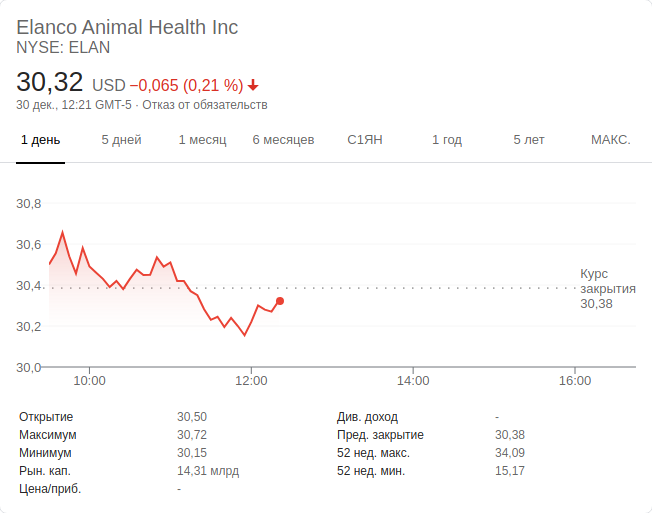 Elanco Animal Health Inc
NYSE: ELAN
30,32 USD −0,065 (0,21 %)
30 дек., 12:21 GMT-5 · Отказ от обязательств
1 день 5 дней 1 месяц 6 месяцев С1ЯН 1 год 5 лет МАКС.
30,8
30,6
30,4
30,2
30,0
Курс
закрытия
30,38
10:00 12:00 14:00 16:00
Открытие 30,50 Див. доход -
Максимум 30,72 Пред. закрытие 30,38
Минимум 30,15 52 нед. макс. 34,09
Рын. кап. 14,31 млрд 52 нед. мин. 15,17
Цена/приб. -